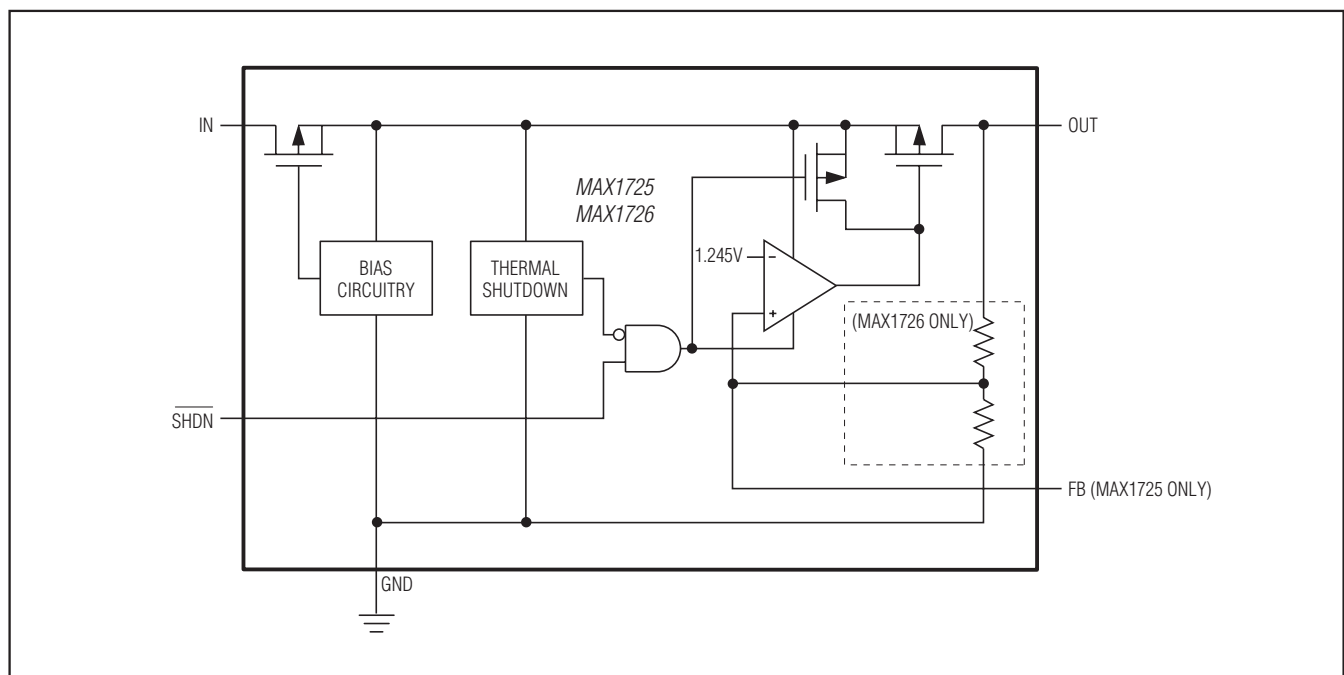 IN
OUT
MAX1725
MAX1726
1.245V
−
BIAS
CIRCUITRY
THERMAL
SHUTDOWN
+
(MAX1726 ONLY)
SHDN
FB (MAX1725 ONLY)
GND